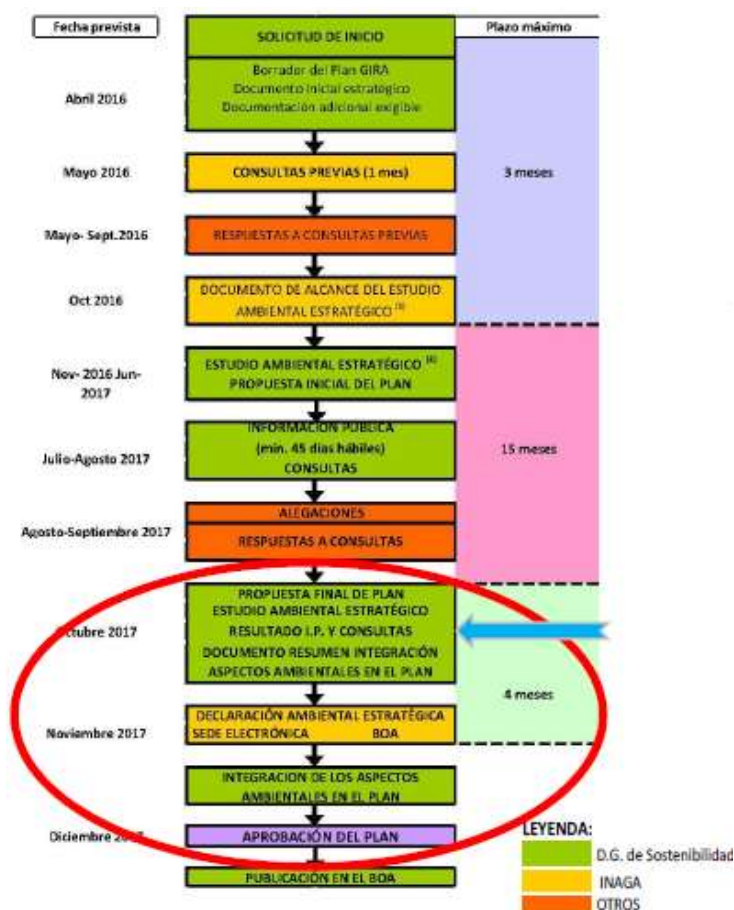 Fecha prevista
Plazo máximo
SOLICITUD DE INICIO
Abril 2016
Borrador del Plan GIRA
Documento inicial estratégico
Documentación adicional exigible
Mayo 2016
CONSULTAS PREVIAS (1 mes)
3 meses
Mayo- Sept.2016
RESPUESTAS A CONSULTAS PREVIAS
Oct 2016
DOCUMENTO DE ALCANCE DEL ESTUDIO
AMBIENTAL ESTRATÉGICO
Nov- 2016 Jun-
2017
ESTUDIO AMBIENTAL ESTRATÉGICO
PROPUESTA INICIAL DEL PLAN
Julio-Agosto 2017
INFORMACIÓN PÚBLICA
(min. 45 días hábiles)
CONSULTAS
15 meses
Agosto-Septiembre 2017
ALEGACIONES
RESPUESTAS A CONSULTAS
Octubre 2017
PROPUESTA FINAL DE PLAN
ESTUDIO AMBIENTAL ESTRATÉGICO
RESULTADO I.P. Y CONSULTAS
DOCUMENTO RESUMEN INTEGRACIÓN
ASPECTOS AMBIENTALES EN EL PLAN
4 meses
Noviembre 2017
DECLARACIÓN AMBIENTAL ESTRATÉGICA
SEDE ELECTRÓNICA BOA
INTEGRACION DE LOS ASPECTOS
AMBIENTALES EN EL PLAN
Diciembre 2017
APROBACIÓN DEL PLAN
PUBLICACIÓN EN EL BOA
LEYENDA:
D.G. de Sostenibilidad
INAGA
OTROS